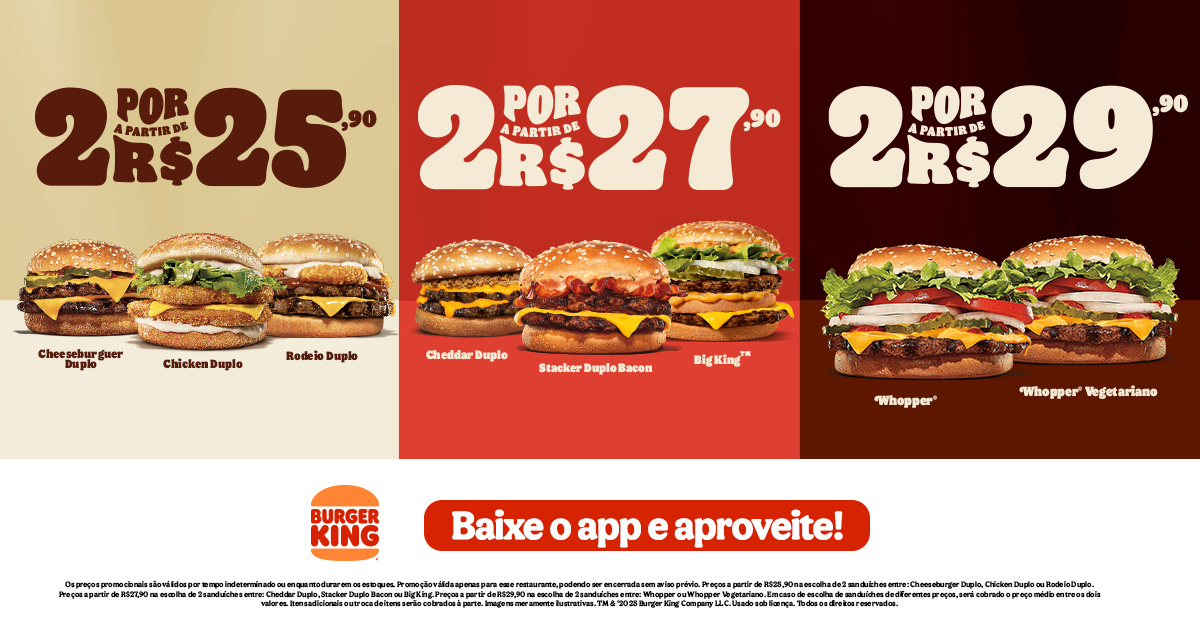 2 POR A PARTIR DE R$25,90
Cheeseburguer
Duplo
Chicken Duplo
Rodeio Duplo
2 POR A PARTIR DE R$27,90
Cheddar Duplo
Stacker Duplo Bacon
Big King™
2 POR A PARTIR DE R$29,90
Whopper®
Whopper® Vegetariano
BURGER
KING®
Baixe o app e aproveite!
Os preços promocionais são válidos por tempo indeterminado ou enquanto durarem os estoques. Promoção válida apenas para esse restaurante, podendo ser encerrada sem aviso prévio. Preços a partir de R$25,90 na escolha de 2 sanduíches entre: Cheeseburger Duplo, Chicken Duplo ou Rodeio Duplo.
Preços a partir de R$27,90 na escolha de 2 sanduíches entre: Cheddar Duplo, Stacker Duplo Bacon ou Big King. Preços a partir de R$29,90 na escolha de 2 sanduíches entre: Whopper ou Whopper Vegetariano. Em caso de escolha de sanduíches de diferentes preços, será cobrado o preço médio entre os dois
valores. Itens adicionais ou troca de itens serão cobrados à parte. Imagens meramente ilustrativas. TM & ®2025 Burger King Company LLC. Usado sob licença. Todos os direitos reservados.